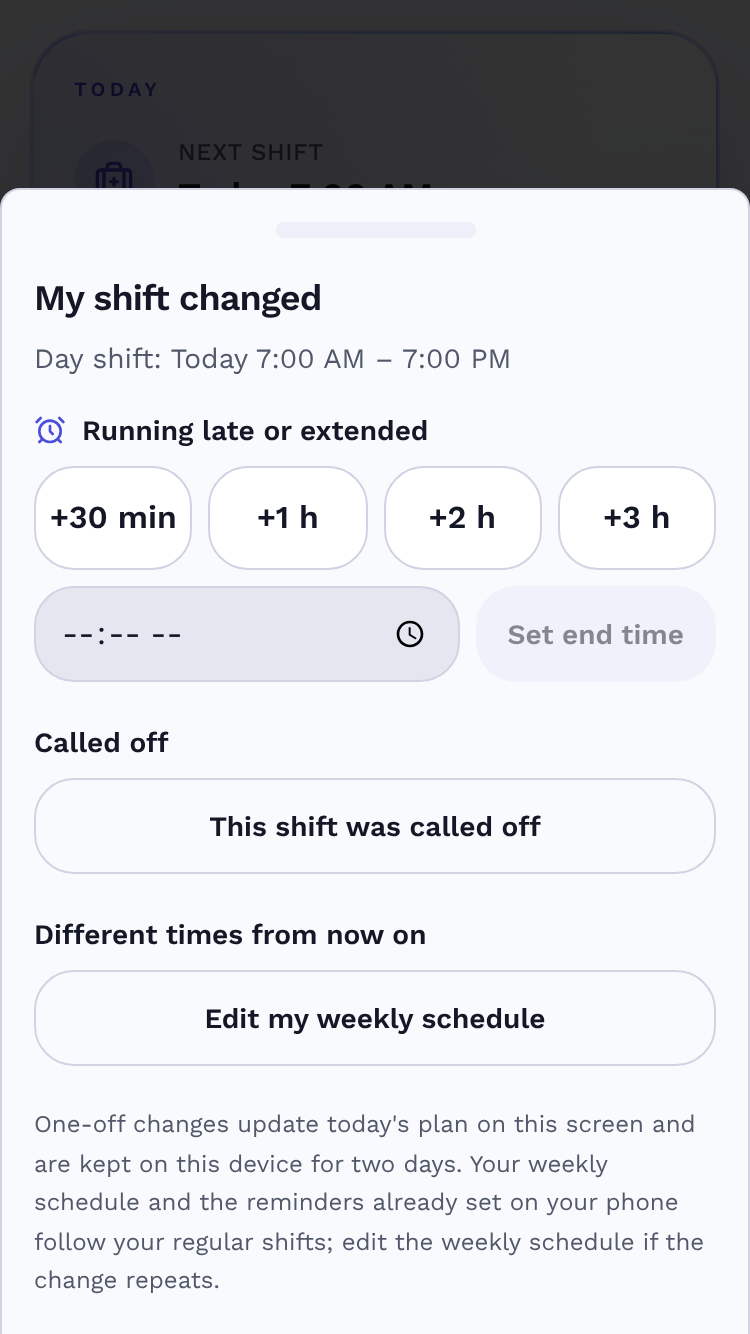 TODAY
NEXT SHIFT
Today 7:00 AM
My shift changed
Day shift: Today 7:00 AM – 7:00 PM
Running late or extended
+30 min
+1 h
+2 h
+3 h
--:-- --
Set end time
Called off
This shift was called off
Different times from now on
Edit my weekly schedule
One-off changes update today's plan on this screen and
are kept on this device for two days. Your weekly
schedule and the reminders already set on your phone
follow your regular shifts; edit the weekly schedule if the
change repeats.